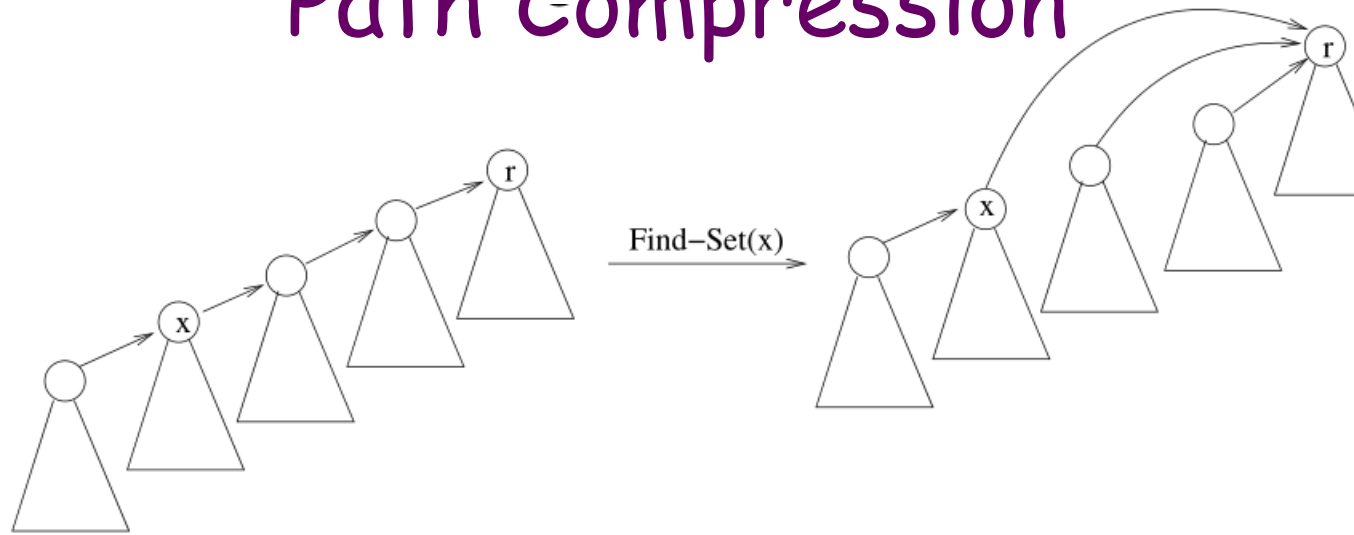 Path Compression
r
r
x
Find–Set(x)
x